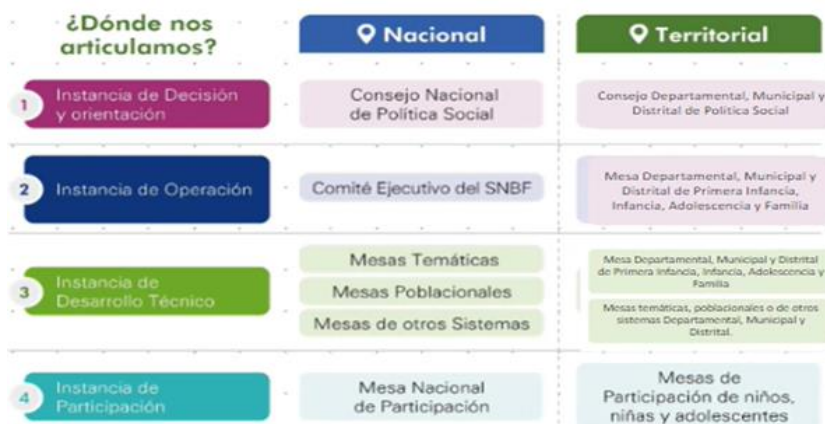 ¿Dónde nos
articulamos?
Nacional
Territorial
1
Instancia de Decisión
y orientación
Consejo Nacional
de Política Social
Consejo Departamental, Municipal y
Distrital de Política Social
2
Instancia de Operación
Comité Ejecutivo del SNBF
Mesa Departamental, Municipal y
Distrital de Primera Infancia,
Infancia, Adolescencia y Familia
3
Instancia de
Desarrollo Técnico
Mesas Temáticas
Mesas Poblacionales
Mesas de otros Sistemas
Mesa Departamental, Municipal y Distrital
de Primera Infancia, Infancia, Adolescencia y
Familia
Mesas temáticas, poblacionales o de otros
sistemas Departamental, Municipal y
Distrital.
4
Instancia de
Participación
Mesa Nacional
de Participación
Mesas de
Participación de niños,
niñas y adolescentes